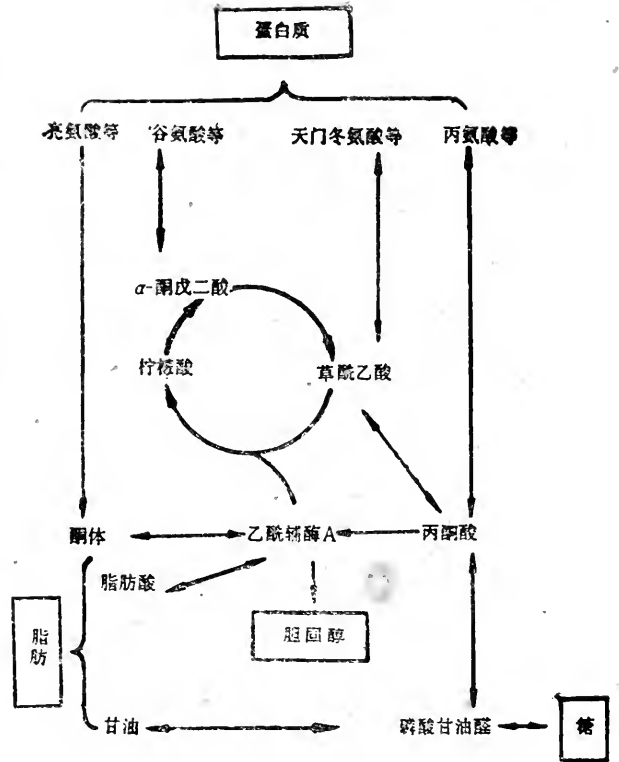 蛋白质
亮氨酸等 谷氨酸等 天门冬氨酸等 丙氨酸等
α-酮戊二酸
柠檬酸 草酰乙酸
酮体 乙酰辅酶A 丙酮酸
脂肪酸
脂肪
胆固醇
甘油 磷酸甘油醛 糖